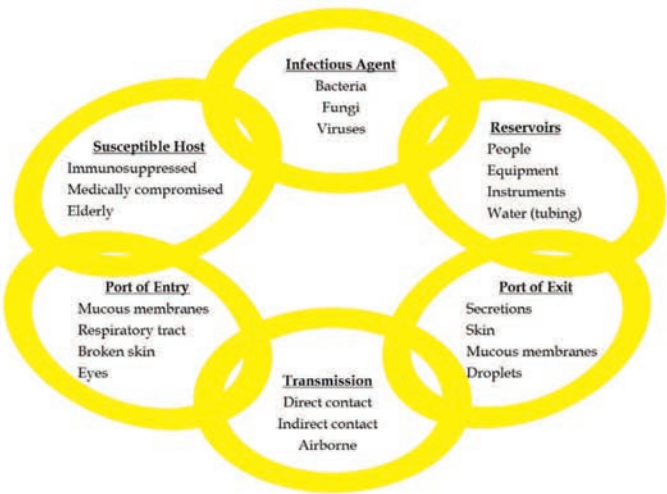 Infectious Agent
Bacteria
Fungi
Viruses
Reservoirs
People
Equipment
Instruments
Water (tubing)
Port of Exit
Secretions
Skin
Mucous membranes
Droplets
Transmission
Direct contact
Indirect contact
Airborne
Port of Entry
Mucous membranes
Respiratory tract
Broken skin
Eyes
Susceptible Host
Immunosuppressed
Medically compromised
Elderly